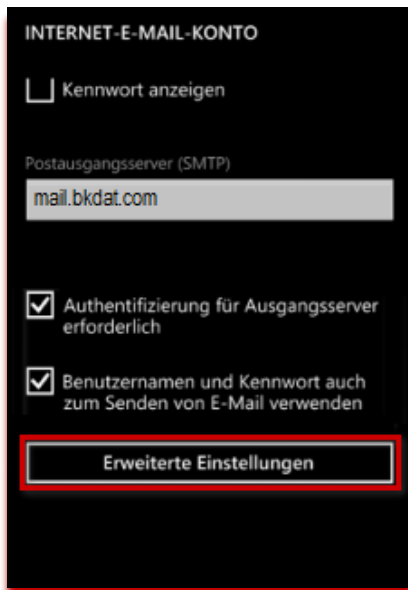 INTERNET-E-MAIL-KONTO
Kennwort anzeigen
Postausgangsserver (SMTP)
mail.bkdat.com
Authentifizierung für Ausgangsserver
erforderlich
Benutzernamen und Kennwort auch
zum Senden von E-Mail verwenden
Erweiterte Einstellungen